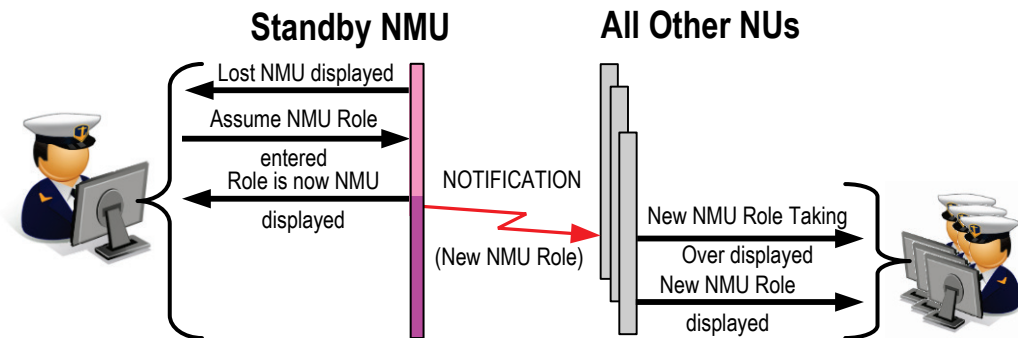 Standby NMU
All Other NUs
Lost NMU displayed
Assume NMU Role
entered
Role is now NMU
displayed
NOTIFICATION
(New NMU Role)
New NMU Role Taking
Over displayed
New NMU Role
displayed